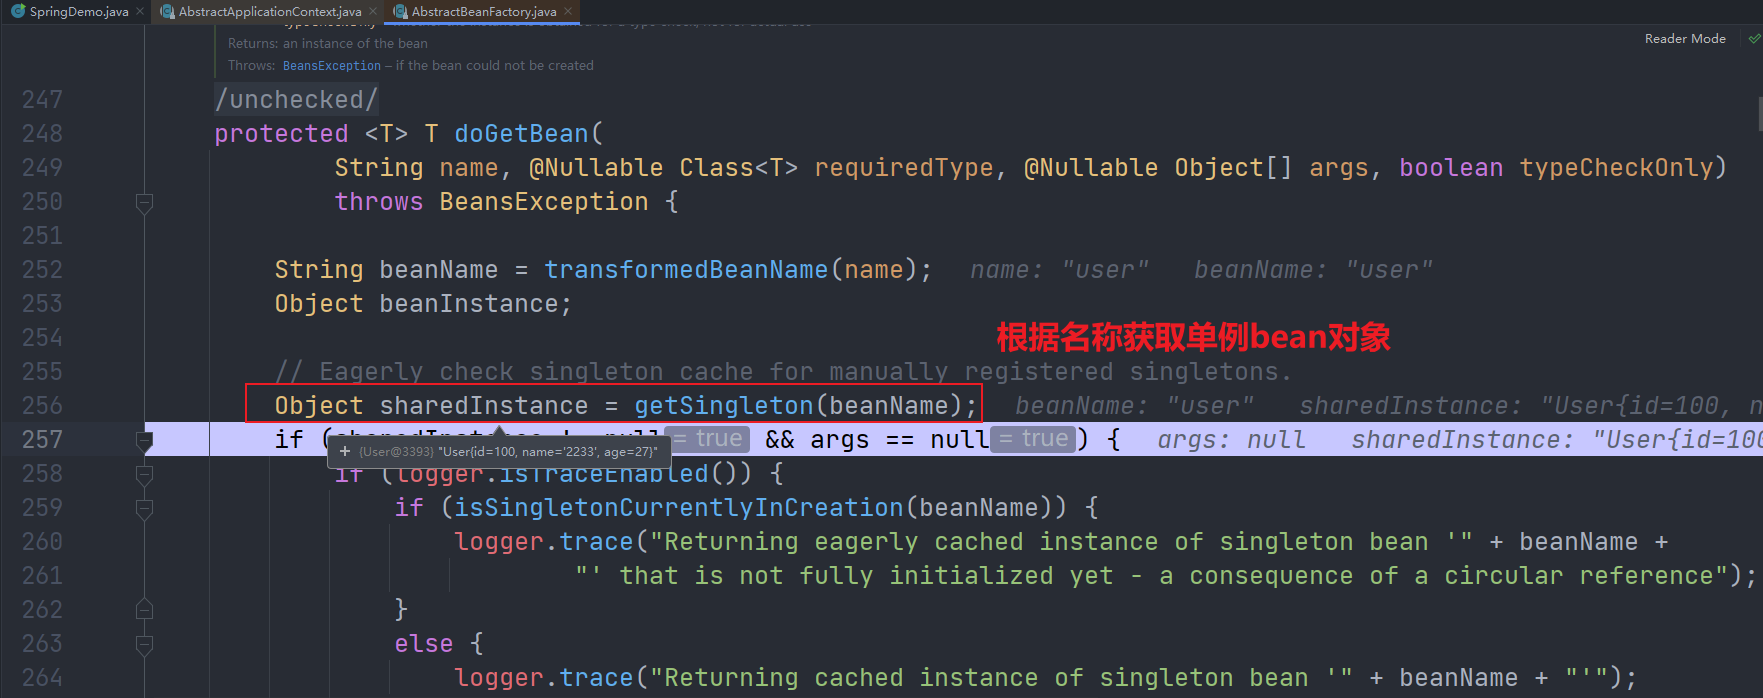 SpringDemo.java × AbstractApplicationContext.java × AbstractBeanFactory.java ×
Returns: an instance of the bean
Reader Mode
Throws: BeansException – if the bean could not be created
247 /unchecked/
248 protected <T> T doGetBean(
249 String name, @Nullable Class<T> requiredType, @Nullable Object[] args, boolean typeCheckOnly)
250 throws BeansException {
251
252 String beanName = transformedBeanName(name); name: "user" beanName: "user"
253 Object beanInstance;
254
根据名称获取单例bean对象
255 // Eagerly check singleton cache for manually registered singletons.
256 Object sharedInstance = getSingleton(beanName); beanName: "user" sharedInstance: "User{id=100, n
257 if ( = true && args == null = true ) { args: null sharedInstance: "User{id=100
+ {User@3393} "User{id=100, name='2233', age=27}"
258 if (logger.isTraceEnabled()) {
259 if (isSingletonCurrentlyInCreation(beanName)) {
260 logger.trace("Returning eagerly cached instance of singleton bean '" + beanName +
261 "' that is not fully initialized yet - a consequence of a circular reference");
262 }
263 else {
264 logger.trace("Returning cached instance of singleton bean '" + beanName + "'");